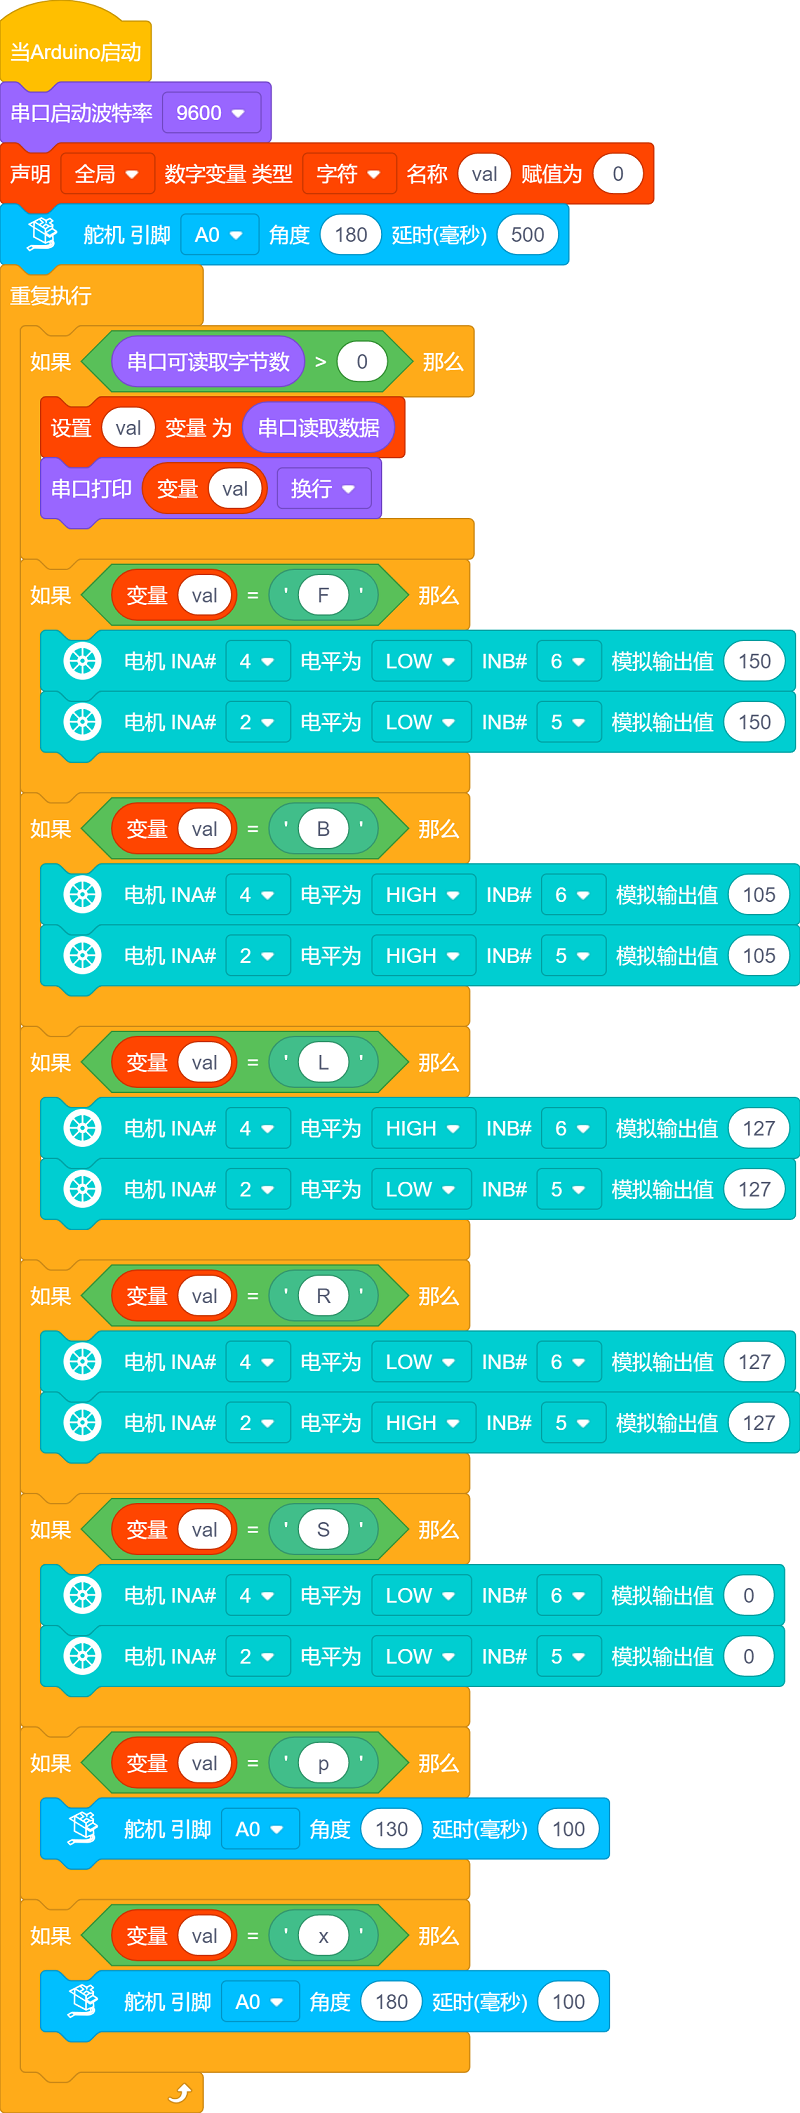 当Arduino启动
串口启动波特率 9600
声明 全局 数字变量 类型 字符 名称 val 赋值为 0
舵机 引脚 A0 角度 180 延时(毫秒) 500
重复执行
如果 串口可读取字节数 > 0 那么
设置 val 变量 为 串口读取数据
串口打印 变量 val 换行
如果 变量 val = ' F ' 那么
电机 INA# 4 电平为 LOW INB# 6 模拟输出值 150
电机 INA# 2 电平为 LOW INB# 5 模拟输出值 150
如果 变量 val = ' B ' 那么
电机 INA# 4 电平为 HIGH INB# 6 模拟输出值 105
电机 INA# 2 电平为 HIGH INB# 5 模拟输出值 105
如果 变量 val = ' L ' 那么
电机 INA# 4 电平为 HIGH INB# 6 模拟输出值 127
电机 INA# 2 电平为 LOW INB# 5 模拟输出值 127
如果 变量 val = ' R ' 那么
电机 INA# 4 电平为 LOW INB# 6 模拟输出值 127
电机 INA# 2 电平为 HIGH INB# 5 模拟输出值 127
如果 变量 val = ' S ' 那么
电机 INA# 4 电平为 LOW INB# 6 模拟输出值 0
电机 INA# 2 电平为 LOW INB# 5 模拟输出值 0
如果 变量 val = ' p ' 那么
舵机 引脚 A0 角度 130 延时(毫秒) 100
如果 变量 val = ' x ' 那么
舵机 引脚 A0 角度 180 延时(毫秒) 100